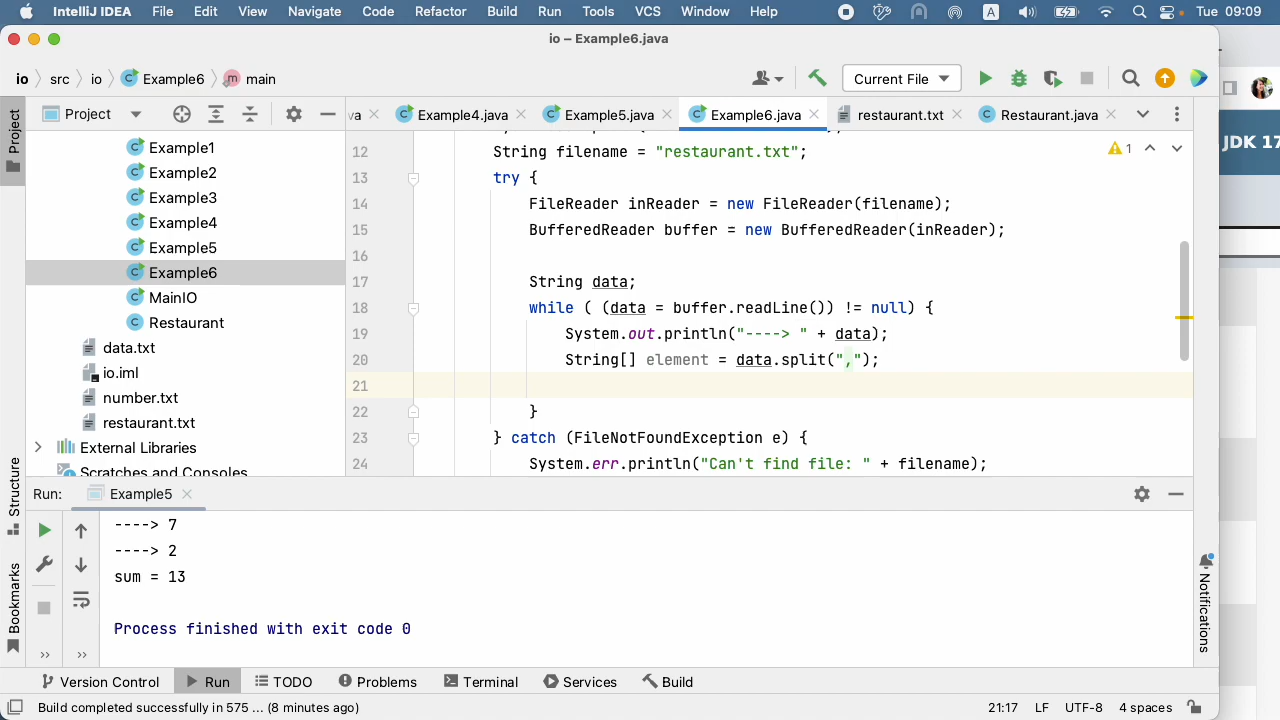 IntelliJ IDEA File Edit View Navigate Code Refactor Build Run Tools VCS Window Help A Tue 09:09
io – Example6.java
io src io Example6 main Current File
Project va Example4.java Example5.java Example6.java restaurant.txt Restaurant.java
JDK 17
Project
Example1
Example2
Example3
Example4
Example5
Example6
MainIO
Restaurant
data.txt
io.iml
number.txt
restaurant.txt
External Libraries
Scratches and Consoles
12 String filename = "restaurant.txt";
1
13 try {
14 FileReader inReader = new FileReader(filename);
15 BufferedReader buffer = new BufferedReader(inReader);
16
17 String data;
18 while ( (data = buffer.readLine()) != null) {
19 System.out.println("----> " + data);
20 String[] element = data.split(",");
21
22 }
23 } catch (FileNotFoundException e) {
24 System.err.println("Can't find file: " + filename);
Structure
Bookmarks
Notifications
Run: Example5
----> 7
----> 2
sum = 13
Process finished with exit code 0
Version Control Run TODO Problems Terminal Services Build
Build completed successfully in 575 ... (8 minutes ago) 21:17 LF UTF-8 4 spaces